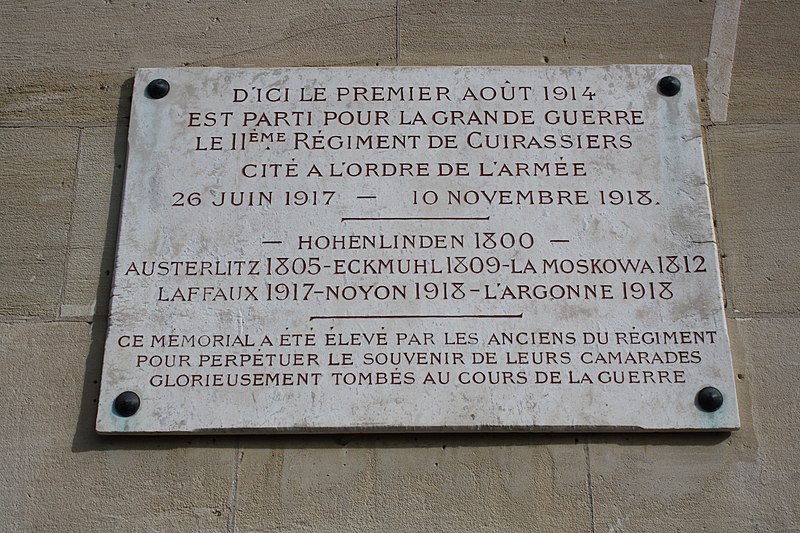 D'ICI LE PREMIER AOÛT 1914
EST PARTI POUR LA GRANDE GUERRE
LE 11ÈME RÉGIMENT DE CUIRASSIERS
CITÉ A L'ORDRE DE L'ARMÉE
26 JUIN 1917 — 10 NOVEMBRE 1918.
— HOHENLINDEN 1800 —
AUSTERLITZ 1805-ECKMUHL 1809-LA MOSKOWA 1812
LAFFAUX 1917-NOYON 1918-L'ARGONNE 1918
CE MÉMORIAL A ÉTÉ ÉLEVÉ PAR LES ANCIENS DU RÉGIMENT
POUR PERPÉTUER LE SOUVENIR DE LEURS CAMARADES
GLORIEUSEMENT TOMBÉS AU COURS DE LA GUERRE